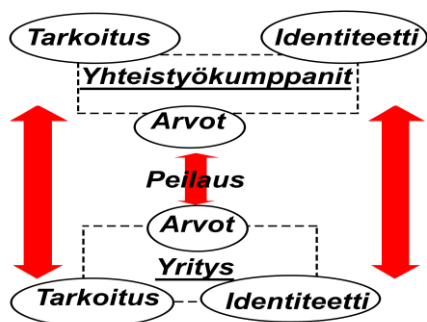 Tarkoitus Identiteetti
Yhteistyökumppanit
Arvot
Peilaus
Arvot
Yritys
Tarkoitus Identiteetti